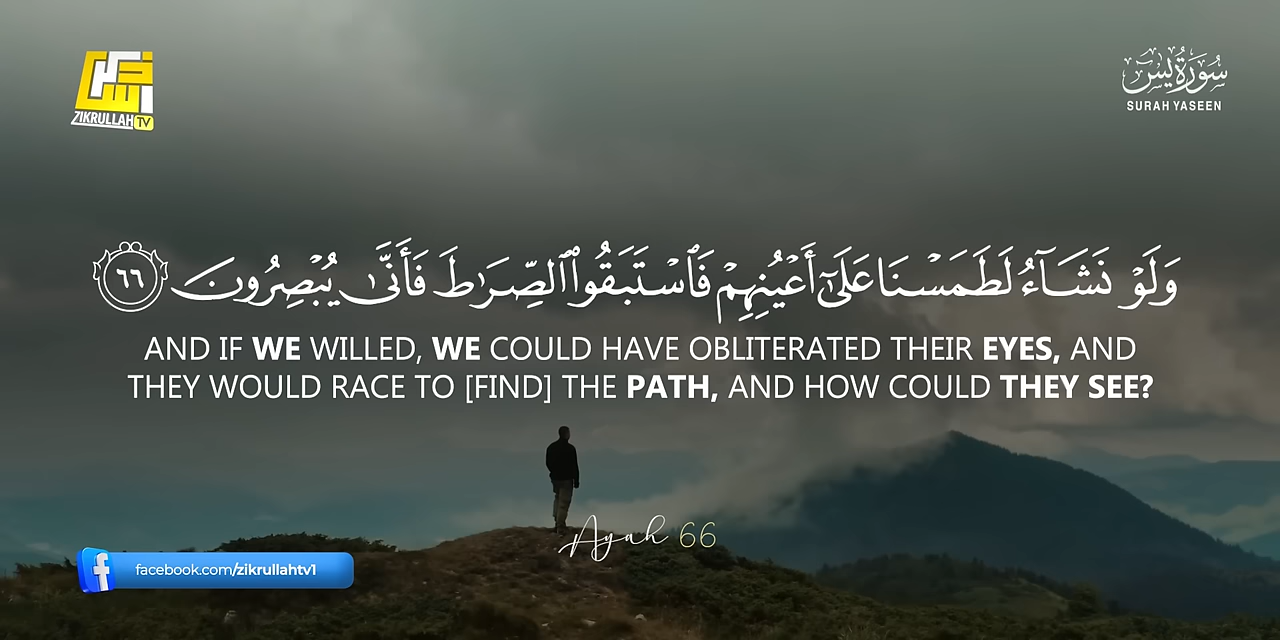 ذكر الله
ZIKRULLAH TV
سُورَةُ يس
SURAH YASEEN
وَلَوْ نَشَآءُ لَطَمَسْنَا عَلَىٰٓ أَعْيُنِهِمْ فَٱسْتَبَقُوا۟ ٱلصِّرَٰطَ فَأَنَّىٰ يُبْصِرُونَ ٦٦
AND IF WE WILLED, WE COULD HAVE OBLITERATED THEIR EYES, AND
THEY WOULD RACE TO [FIND] THE PATH, AND HOW COULD THEY SEE?
Ayah 66
facebook.com/zikrullahtv1